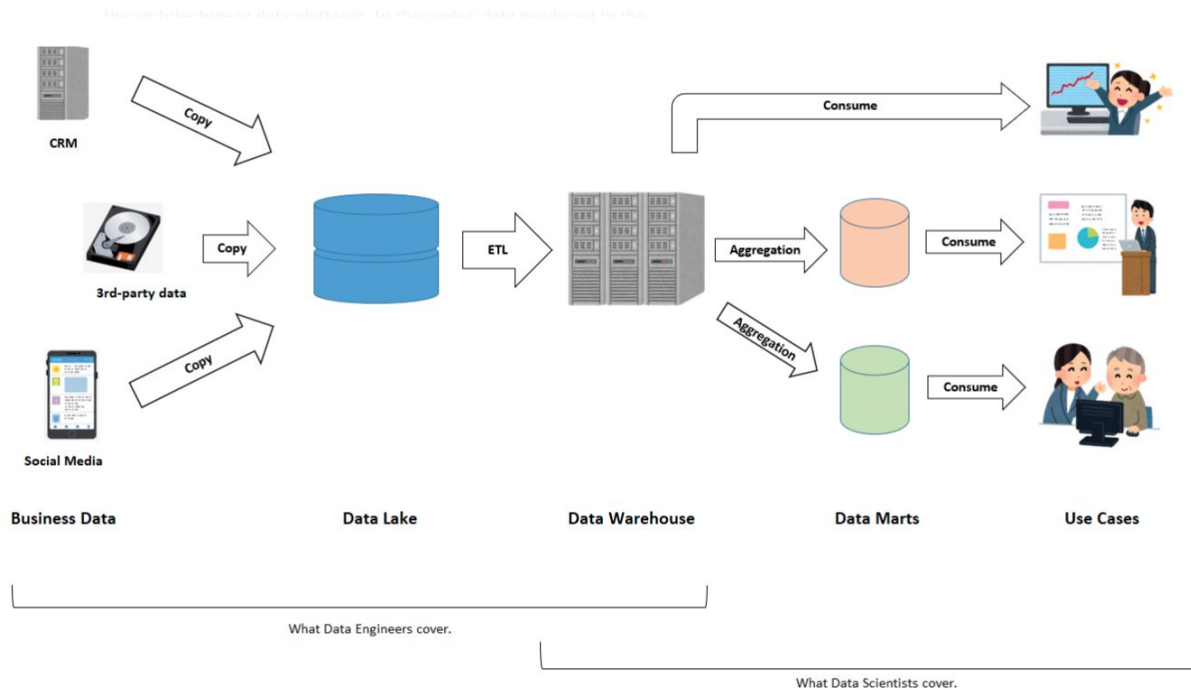 CRM
Copy
Consume
3rd-party data
Copy
ETL
Aggregation
Consume
Social Media
Copy
Aggregation
Consume
Business Data
Data Lake
Data Warehouse
Data Marts
Use Cases
What Data Engineers cover.
What Data Scientists cover.